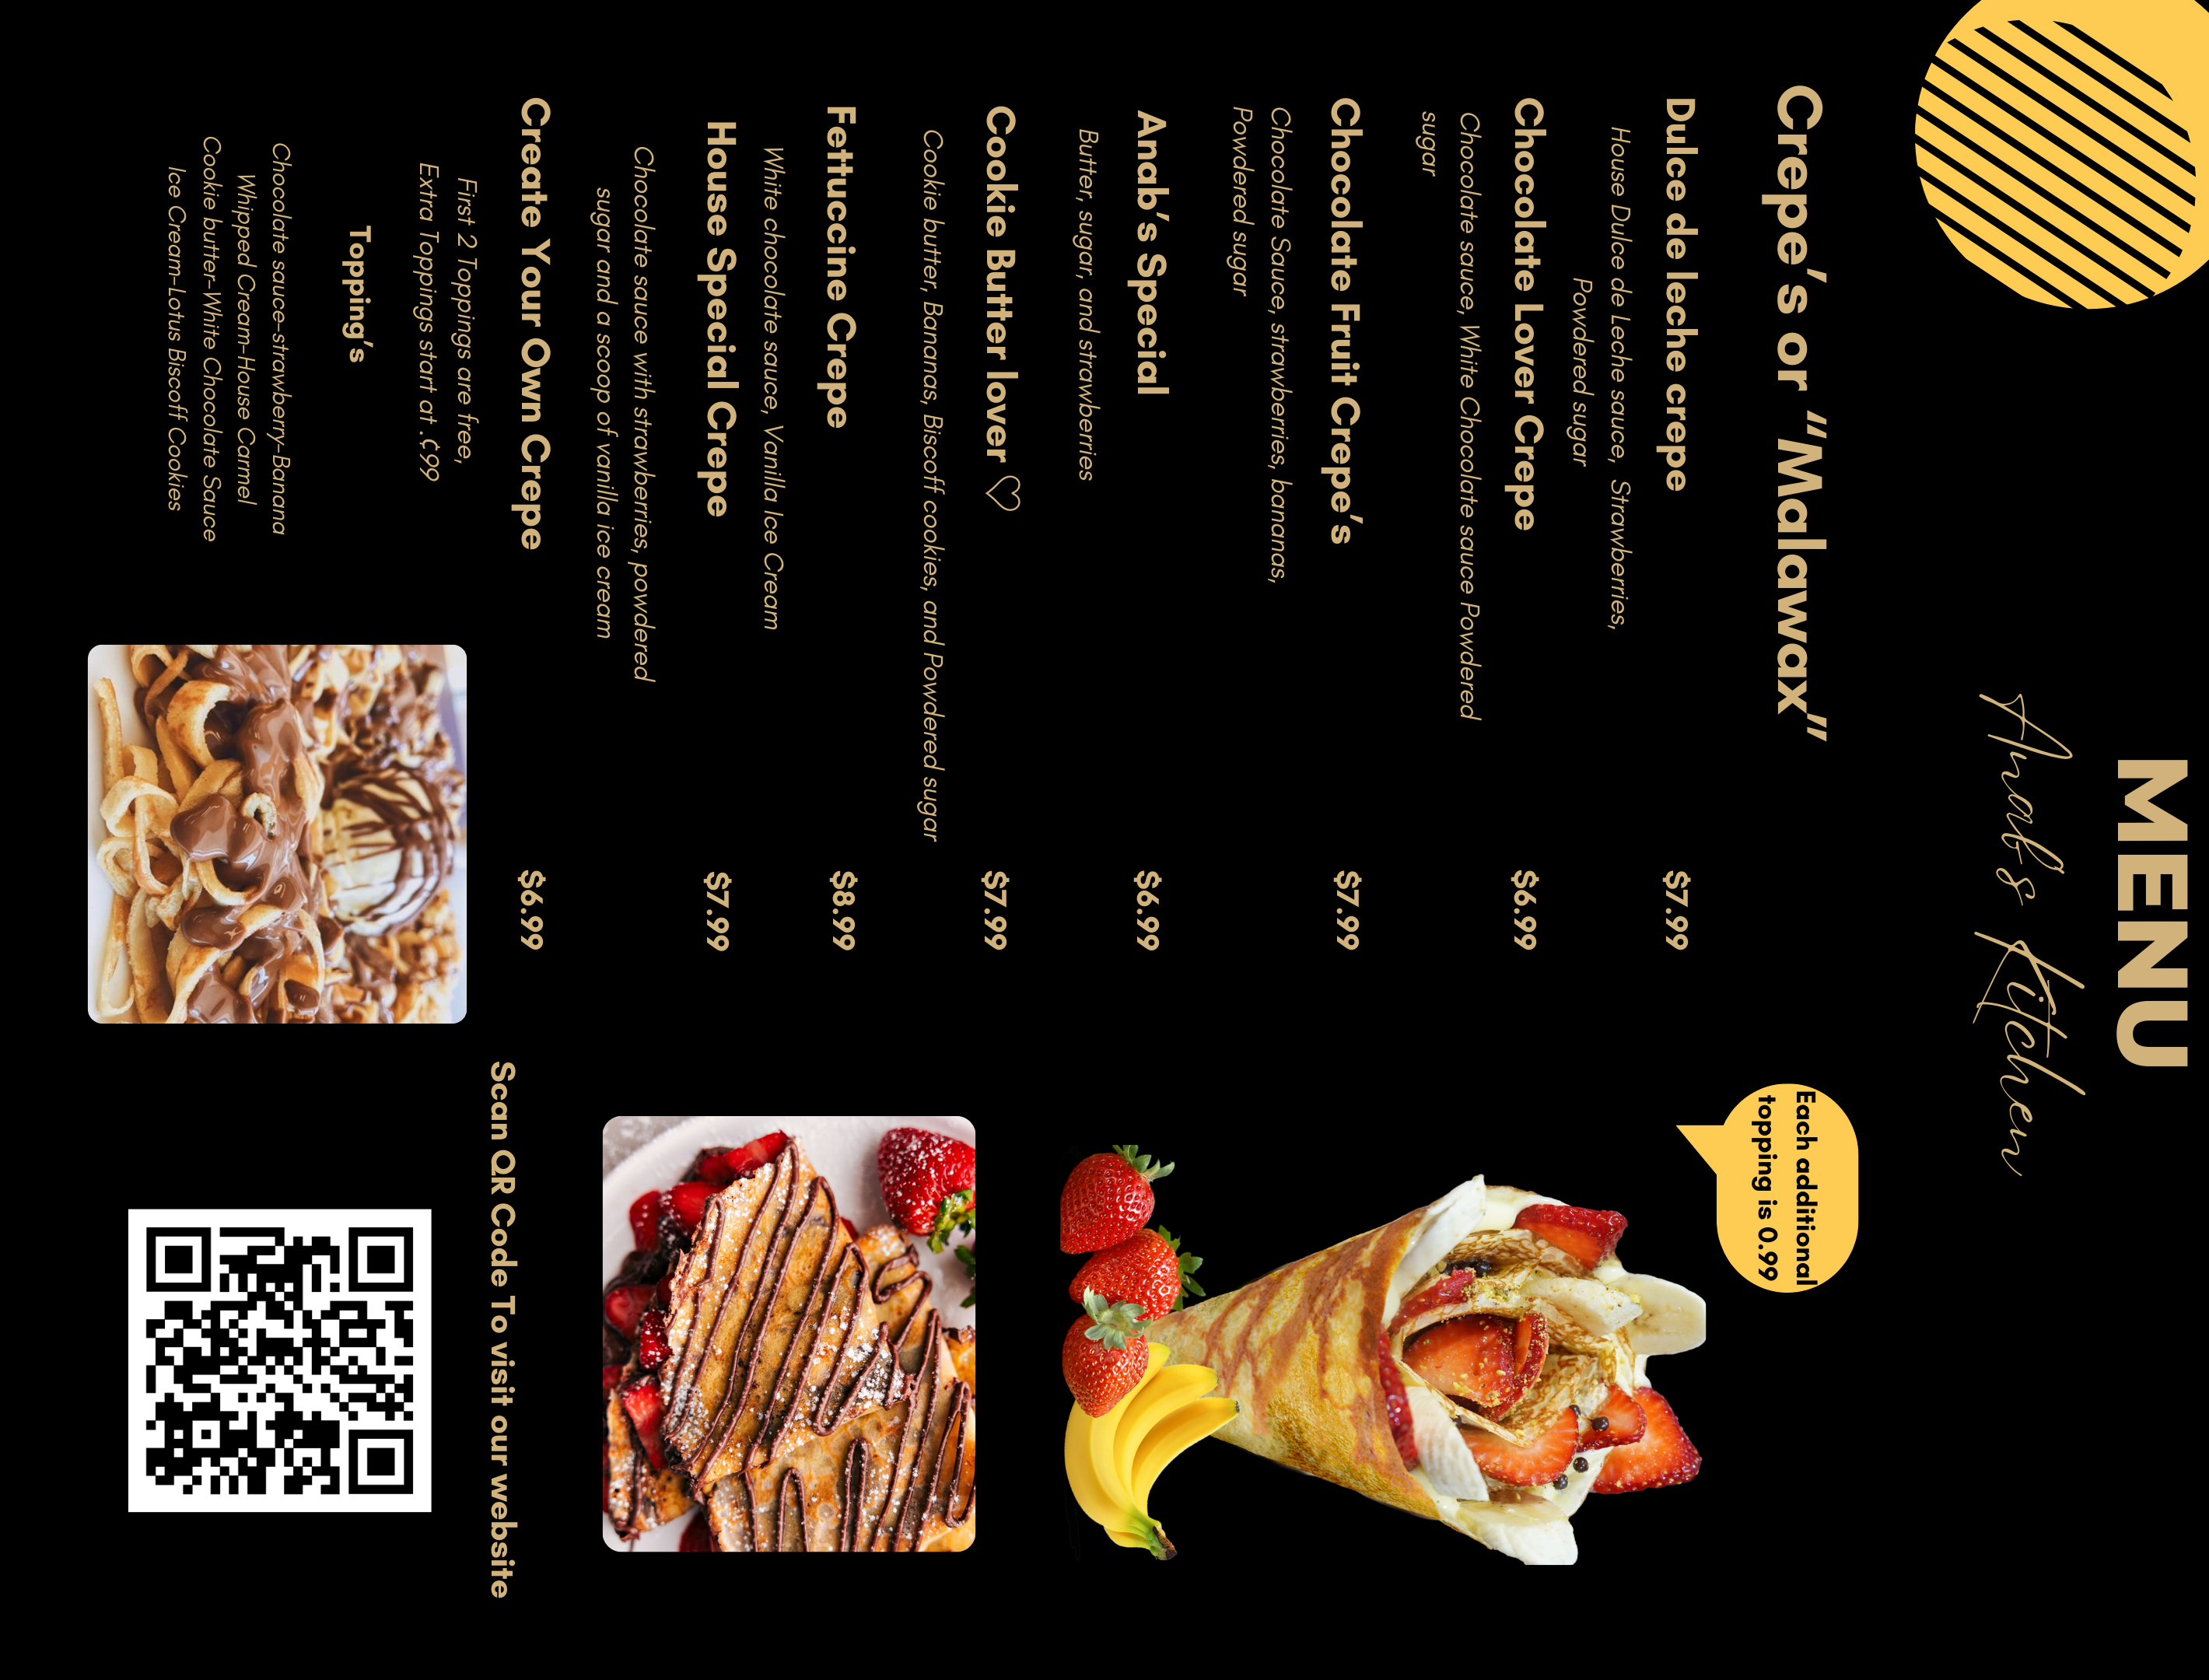 MENU
Anab's Kitchen
Crepe's or "Malawax"
Each additional
topping is 0.99
Dulce de leche crepe $7.99
House Dulce de Leche sauce, Strawberries,
Powdered sugar
Chocolate Lover Crepe $6.99
Chocolate sauce, White Chocolate sauce Powdered
sugar
Chocolate Fruit Crepe's $7.99
Chocolate Sauce, strawberries, bananas,
Powdered sugar
Anab's Special $6.99
Butter, sugar, and strawberries
Cookie Butter lover ♡ $7.99
Cookie butter, Bananas, Biscoff cookies, and Powdered sugar
Fettuccine Crepe $8.99
White chocolate sauce, Vanilla Ice Cream
House Special Crepe $7.99
Chocolate sauce with strawberries, powdered
sugar and a scoop of vanilla ice cream
Create Your Own Crepe $6.99
First 2 Toppings are free,
Extra Toppings start at .¢99
Topping's
Chocolate sauce-strawberry-Banana
Whipped Cream-House Carmel
Cookie butter-White Chocolate Sauce
Ice Cream-Lotus Biscoff Cookies
Scan QR Code To visit our website